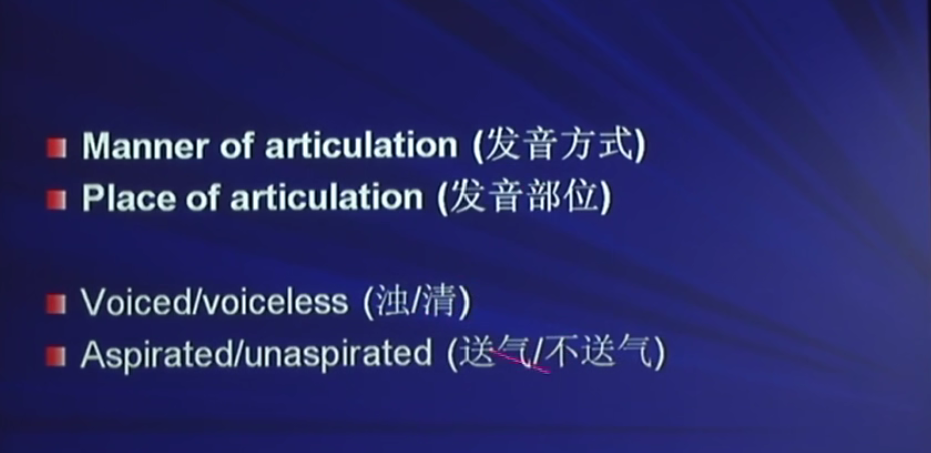 Manner of articulation (发音方式)
Place of articulation (发音部位)
Voiced/voiceless (浊/清)
Aspirated/unaspirated (送气/不送气)